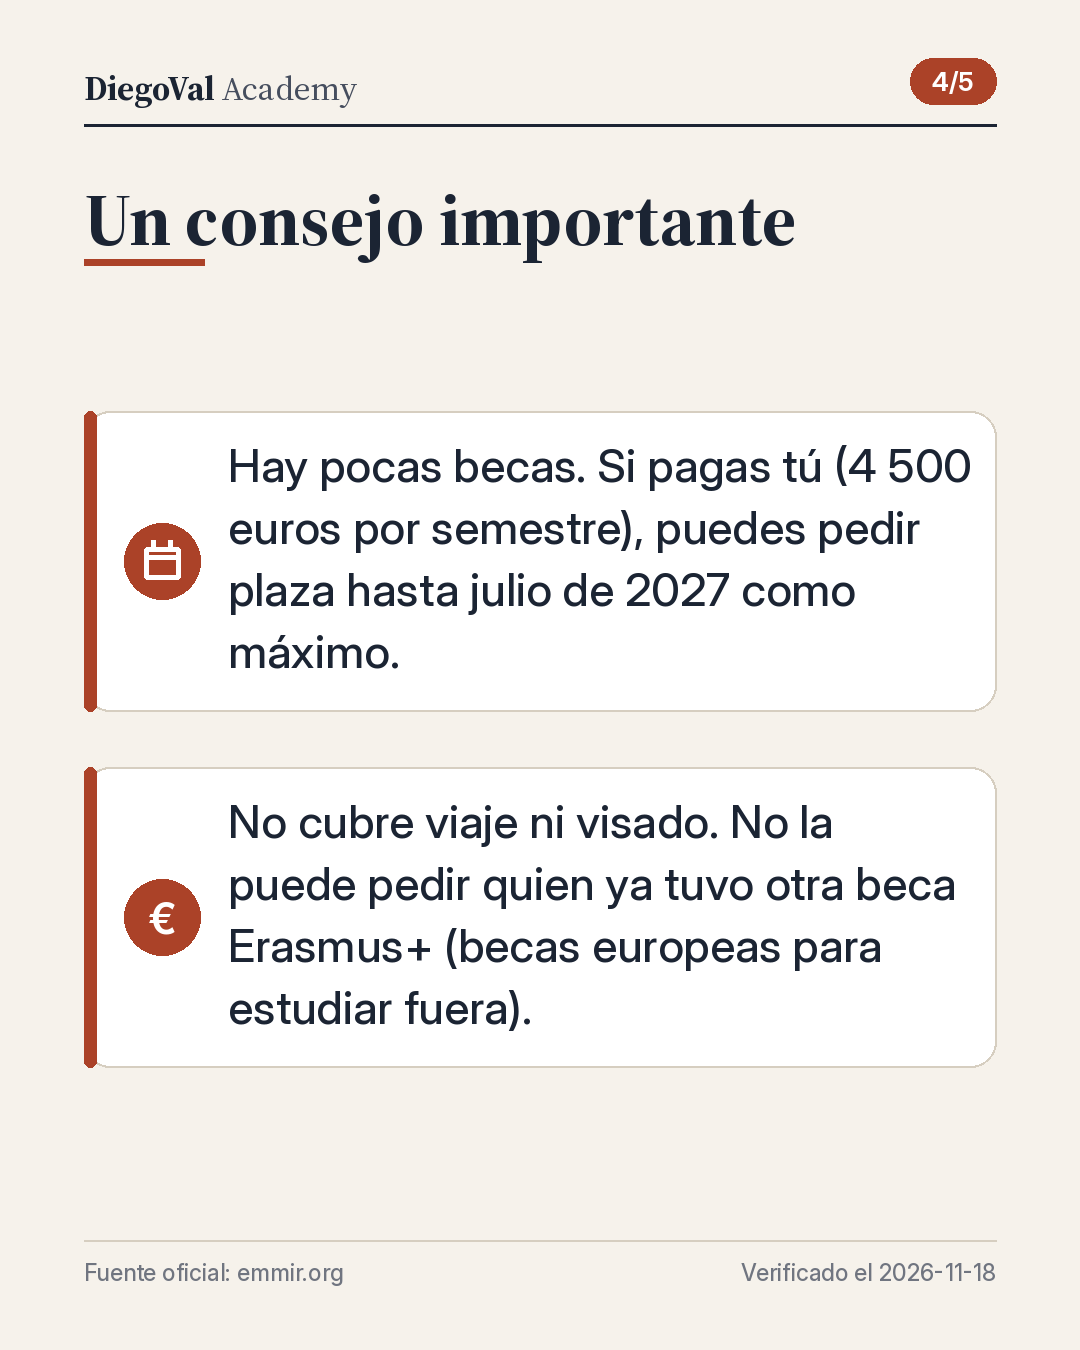 DiegoVal Academy
4/5
Un consejo importante
Hay pocas becas. Si pagas tú (4 500
euros por semestre), puedes pedir
plaza hasta julio de 2027 como
máximo.
€
No cubre viaje ni visado. No la
puede pedir quien ya tuvo otra beca
Erasmus+ (becas europeas para
estudiar fuera).
Fuente oficial: emmir.org
Verificado el 2026-11-18